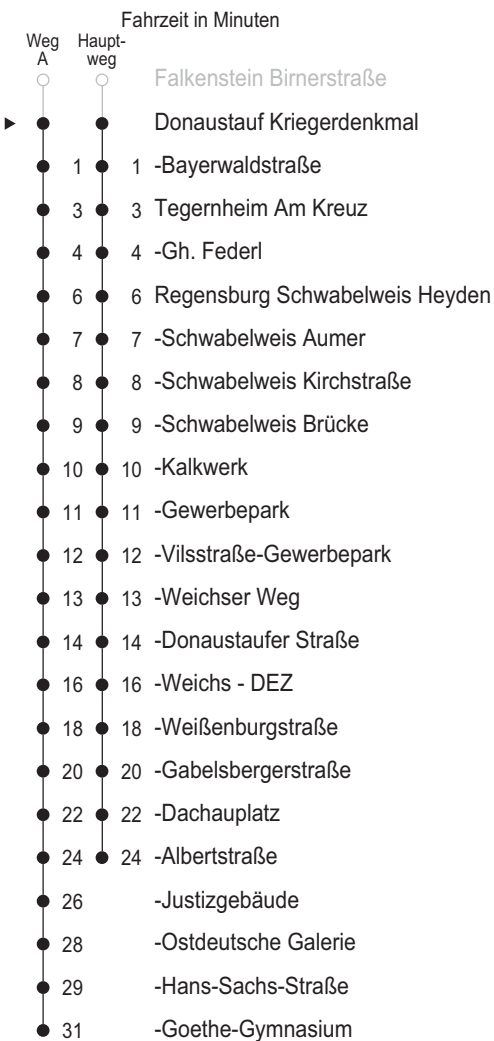 Fahrzeit in Minuten
Weg A
Haupt-weg
Falkenstein Birnerstraße
Donaustauf Kriegerdenkmal
1 1 -Bayerwaldstraße
3 3 Tegernheim Am Kreuz
4 4 -Gh. Federl
6 6 Regensburg Schwabelweis Heyden
7 7 -Schwabelweis Aumer
8 8 -Schwabelweis Kirchstraße
9 9 -Schwabelweis Brücke
10 10 -Kalkwerk
11 11 -Gewerbepark
12 12 -Vilsstraße-Gewerbepark
13 13 -Weichser Weg
14 14 -Donaustaufer Straße
16 16 -Weichs - DEZ
18 18 -Weißenburgstraße
20 20 -Gabelsbergerstraße
22 22 -Dachauplatz
24 24 -Albertstraße
26 -Justizgebäude
28 -Ostdeutsche Galerie
29 -Hans-Sachs-Straße
31 -Goethe-Gymnasium